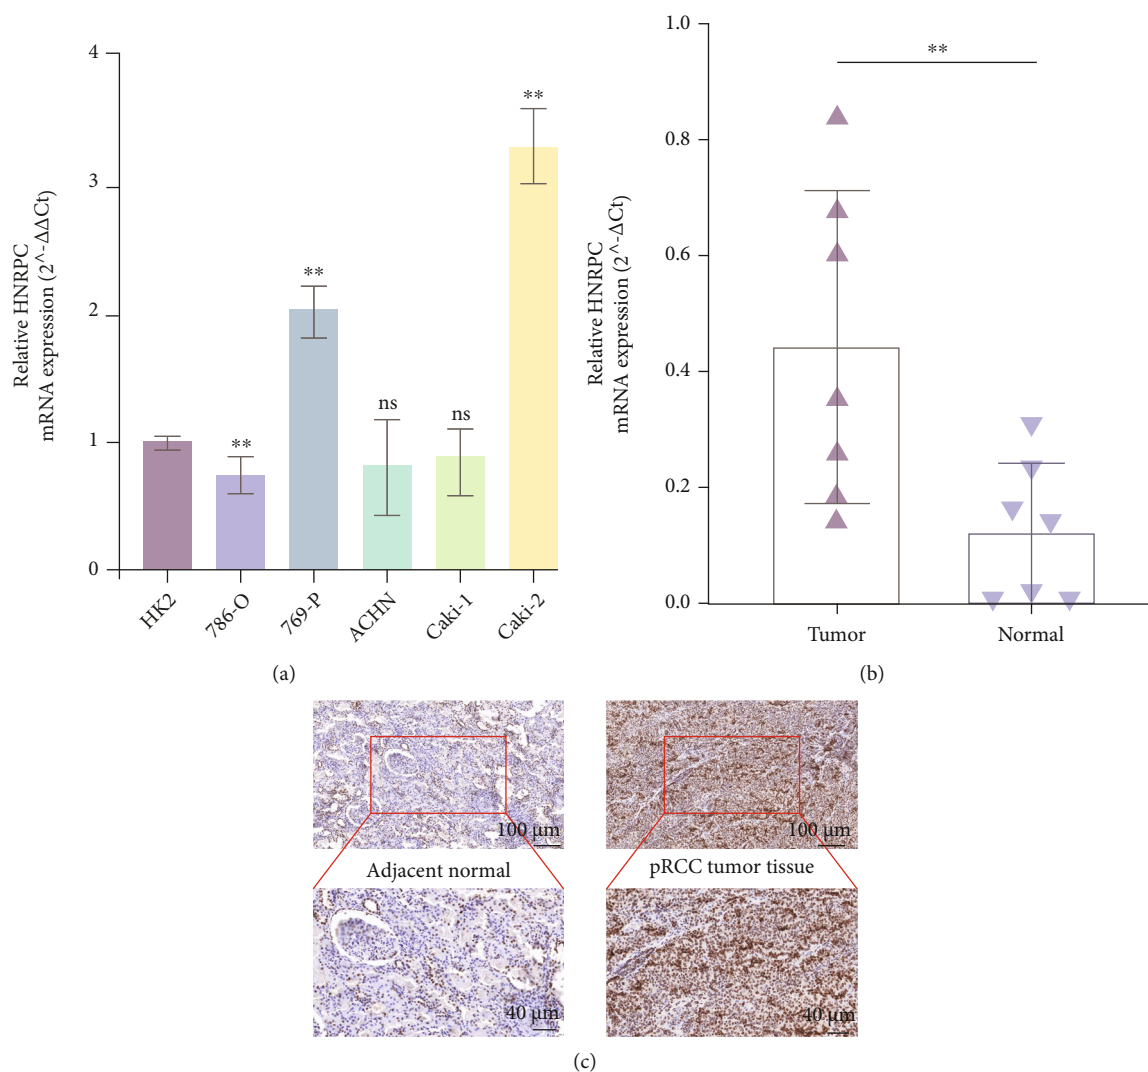 Relative HNRPC
mRNA expression (2^-ΔΔCt)
4
3
2
1
0
**
**
ns
ns
**
HK2
786-O
769-P
ACHN
Caki-1
Caki-2
(a)
Relative HNRPC
mRNA expression (2^-ΔCt)
1.0
0.8
0.6
0.4
0.2
0.0
**
Tumor
Normal
(b)
100 μm
100 μm
Adjacent normal
pRCC tumor tissue
40 μm
40 μm
(c)